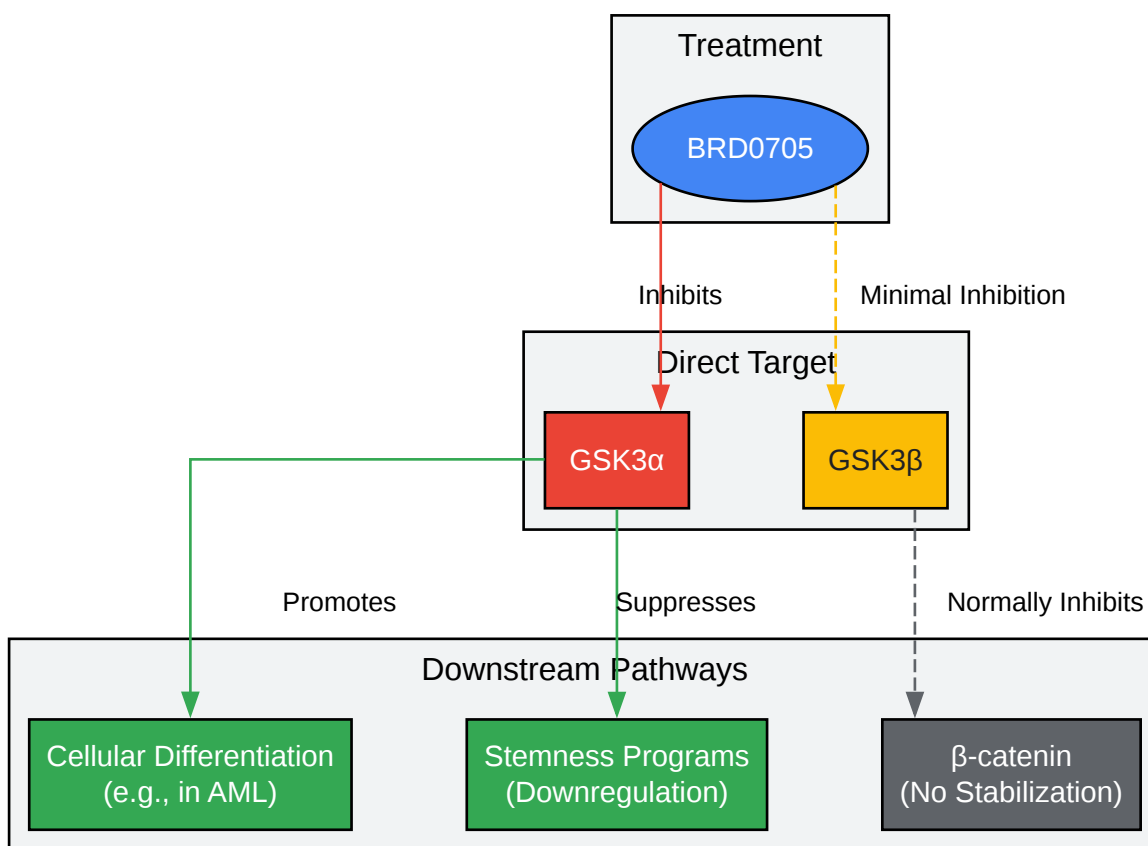 Treatment
BRD0705
Inhibits
Minimal Inhibition
Direct Target
GSK3α
GSK3β
Promotes
Suppresses
Normally Inhibits
Downstream Pathways
Cellular Differentiation
(e.g., in AML)
Stemness Programs
(Downregulation)
β-catenin
(No Stabilization)